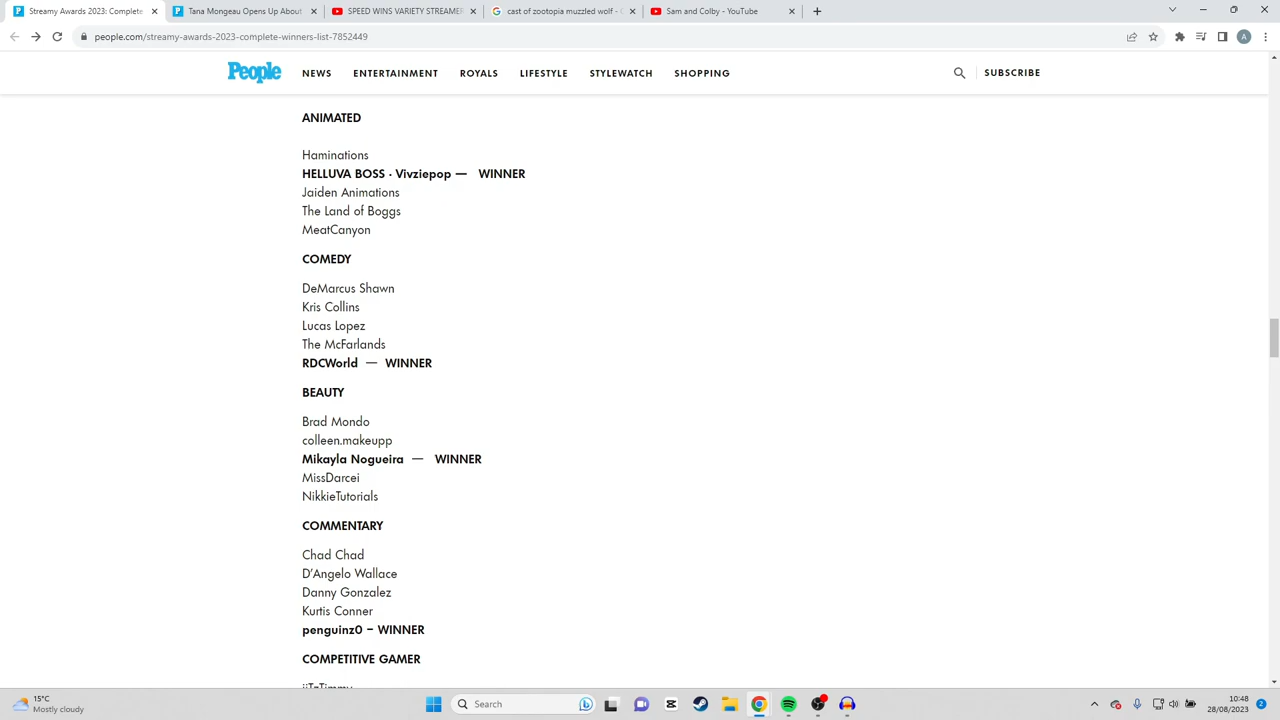 Streamy Awards 2023: Complete
Tana Mongeau Opens Up About
SPEED WINS VARIETY STREAMER
cast of zootopia muzzled wolf -
Sam and Colby - YouTube
people.com/streamy-awards-2023-complete-winners-list-7852449
A
People
NEWS
ENTERTAINMENT
ROYALS
LIFESTYLE
STYLEWATCH
SHOPPING
SUBSCRIBE
ANIMATED
Haminations
HELLUVA BOSS · Vivziepop — WINNER
Jaiden Animations
The Land of Boggs
MeatCanyon
COMEDY
DeMarcus Shawn
Kris Collins
Lucas Lopez
The McFarlands
RDCWorld — WINNER
BEAUTY
Brad Mondo
colleen.makeupp
Mikayla Nogueira — WINNER
MissDarcei
NikkieTutorials
COMMENTARY
Chad Chad
D’Angelo Wallace
Danny Gonzalez
Kurtis Conner
penguinz0 – WINNER
COMPETITIVE GAMER
15°C
Mostly cloudy
Search
10:48
28/08/2023
2